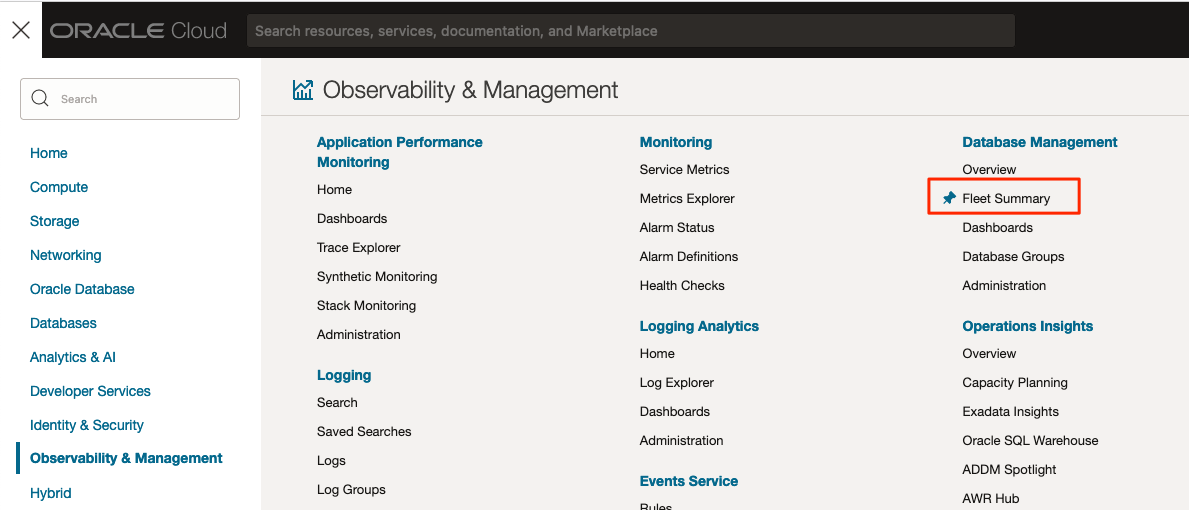 ORACLE Cloud
Search resources, services, documentation, and Marketplace
Search
Home
Compute
Storage
Networking
Oracle Database
Databases
Analytics & AI
Developer Services
Identity & Security
Observability & Management
Hybrid
Observability & Management
Application Performance
Monitoring
Home
Dashboards
Trace Explorer
Synthetic Monitoring
Stack Monitoring
Administration
Logging
Search
Saved Searches
Logs
Log Groups
Monitoring
Service Metrics
Metrics Explorer
Alarm Status
Alarm Definitions
Health Checks
Logging Analytics
Home
Log Explorer
Dashboards
Administration
Events Service
Rules
Database Management
Overview
Fleet Summary
Dashboards
Database Groups
Administration
Operations Insights
Overview
Capacity Planning
Exadata Insights
Oracle SQL Warehouse
ADDM Spotlight
AWR Hub